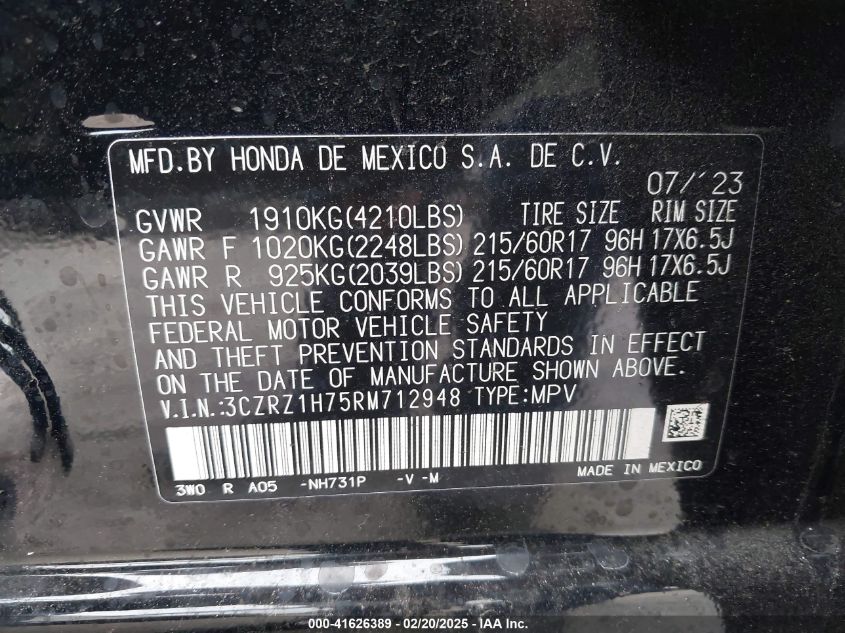 MFD.BY HONDA DE MEXICO S.A. DE C.V.
07/´23
GVWR 1910KG(4210LBS) TIRE SIZE RIM SIZE
GAWR F 1020KG(2248LBS) 215/60R17 96H 17X6.5J
GAWR R 925KG(2039LBS) 215/60R17 96H 17X6.5J
THIS VEHICLE CONFORMS TO ALL APPLICABLE
FEDERAL MOTOR VEHICLE SAFETY
AND THEFT PREVENTION STANDARDS IN EFFECT
ON THE DATE OF MANUFACTURE SHOWN ABOVE.
V.I.N.:3CZRZ1H75RM712948 TYPE:MPV
3W0 R A05 -NH731P -V -M MADE IN MEXICO
000-41626389 - 02/20/2025 - IAA Inc.